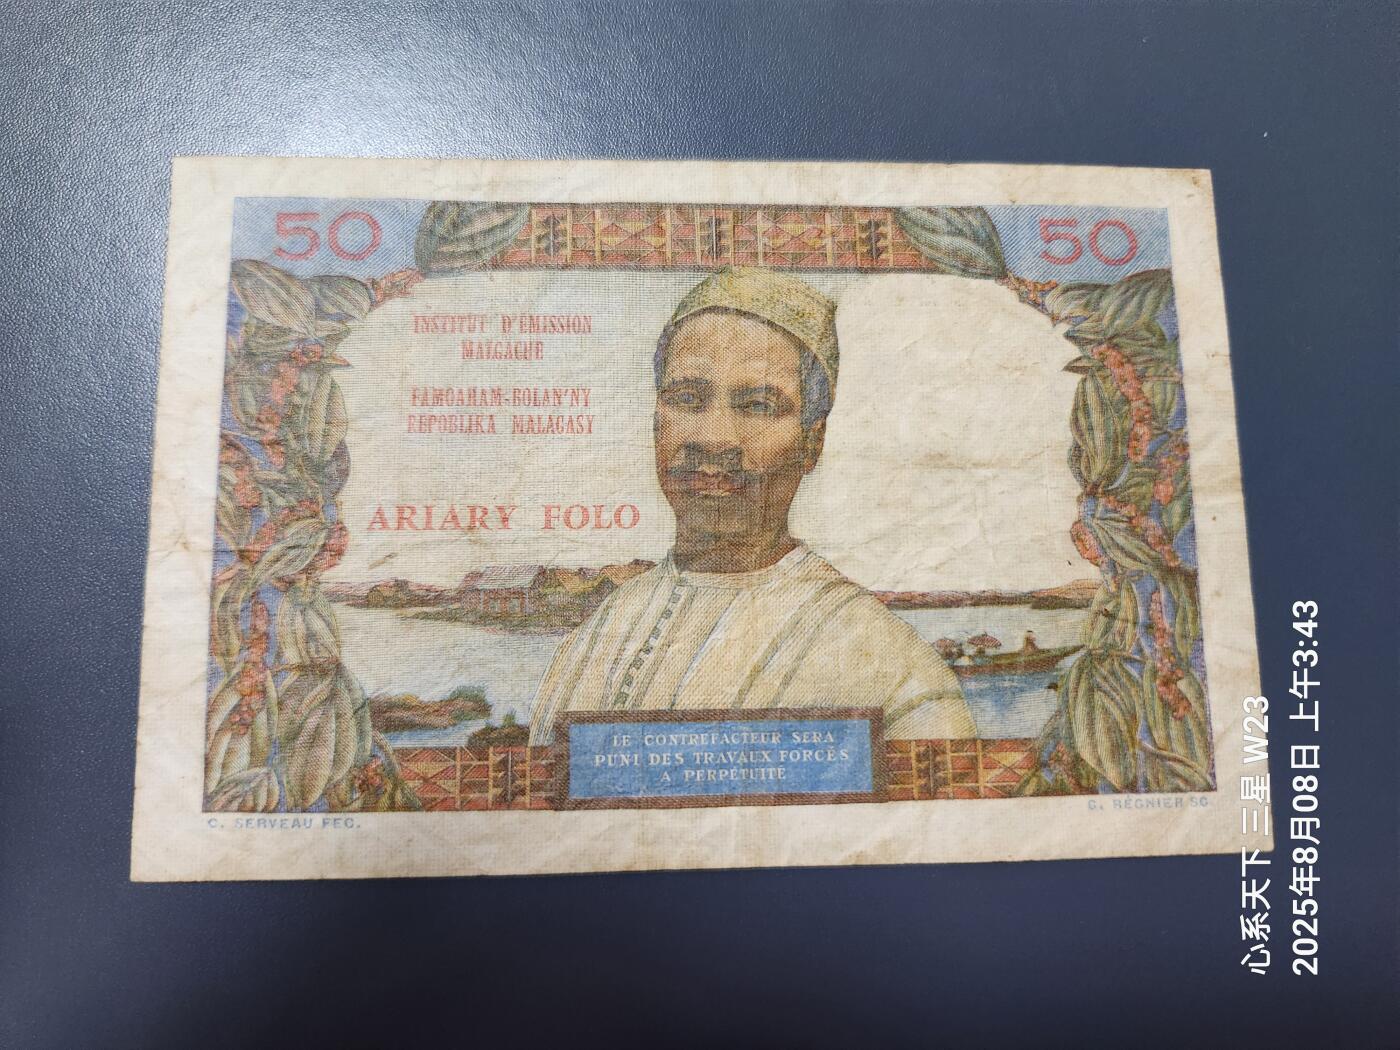 50
50
INSTITUT D'ÉMISSION
MALGACHE
FAMOAHAM-BOLAN'NY
REPOBLIKA MALAGASY
ARIARY FOLO
LE CONTREFACTEUR SERA
PUNI DES TRAVAUX FORCÉS
A PERPÉTUITÉ
C. SERVEAU FEC.
G. RÉGNIER SC
心系天下 三星 W23
2025年8月08日 上午3:43